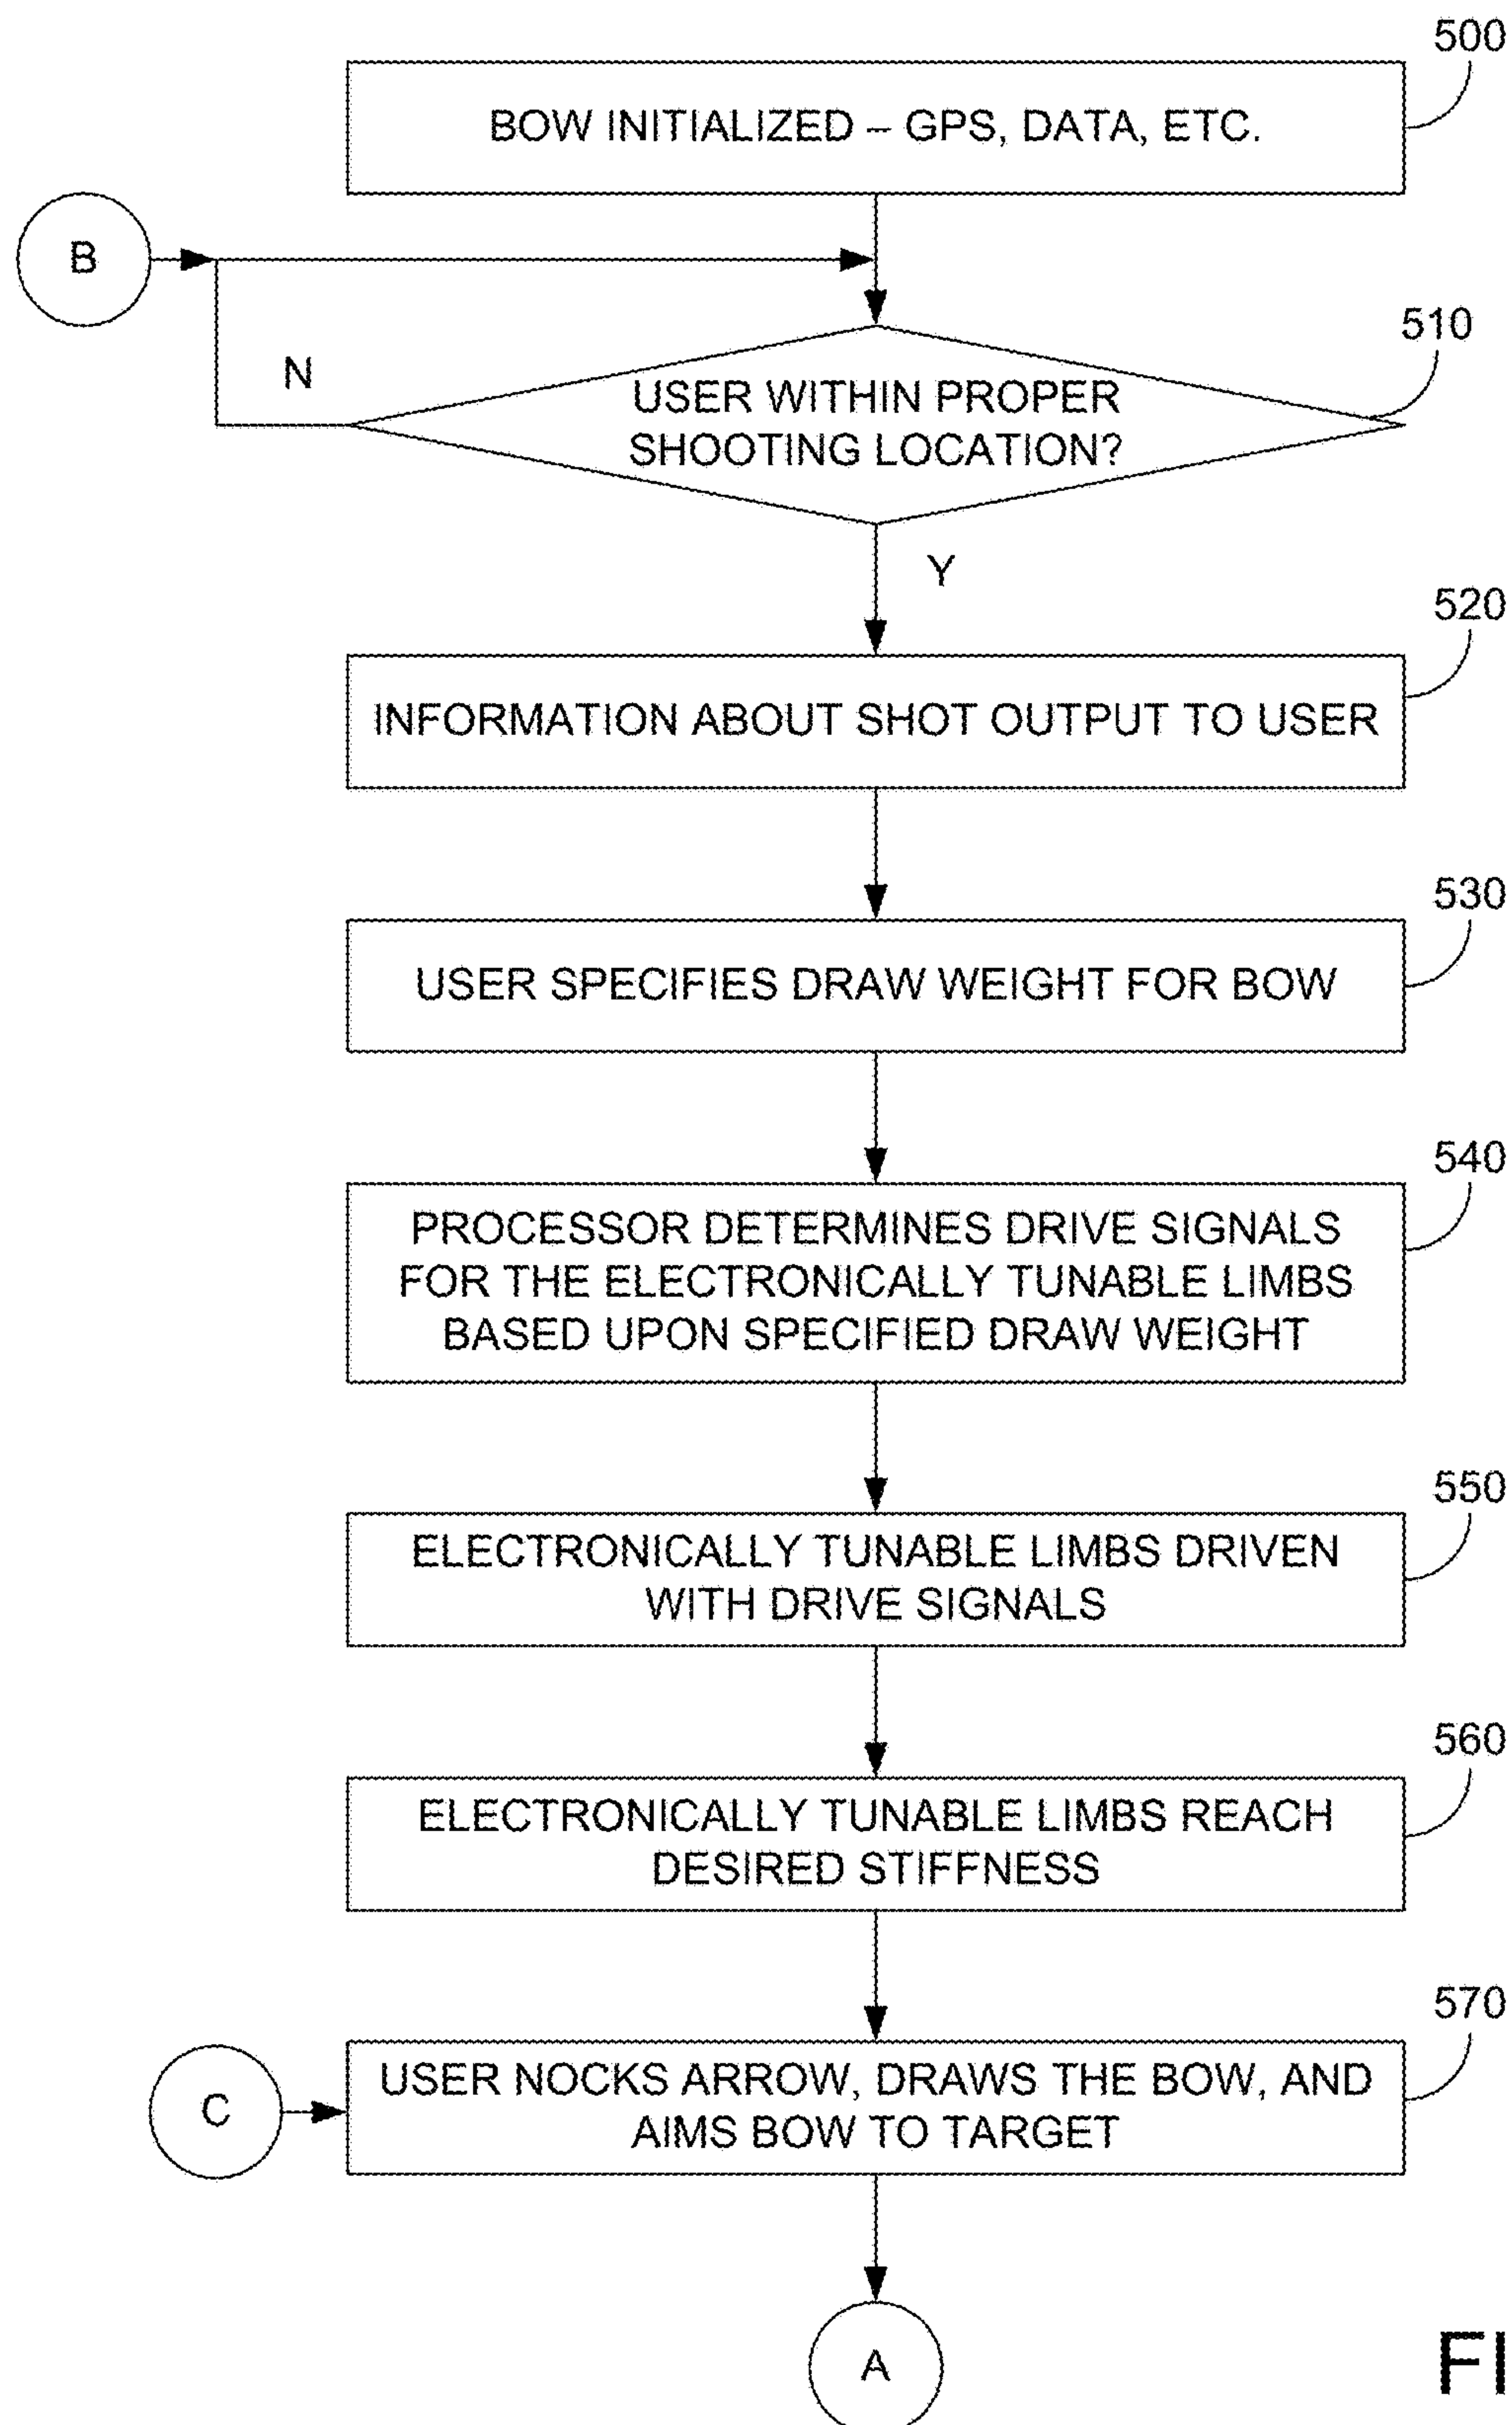 500
BOW INITIALIZED – GPS, DATA, ETC.
B
510
N
USER WITHIN PROPER
SHOOTING LOCATION?
Y
520
INFORMATION ABOUT SHOT OUTPUT TO USER
530
USER SPECIFIES DRAW WEIGHT FOR BOW
540
PROCESSOR DETERMINES DRIVE SIGNALS
FOR THE ELECTRONICALLY TUNABLE LIMBS
BASED UPON SPECIFIED DRAW WEIGHT
550
ELECTRONICALLY TUNABLE LIMBS DRIVEN
WITH DRIVE SIGNALS
560
ELECTRONICALLY TUNABLE LIMBS REACH
DESIRED STIFFNESS
570
C
USER NOCKS ARROW, DRAWS THE BOW, AND
AIMS BOW TO TARGET
A
FI